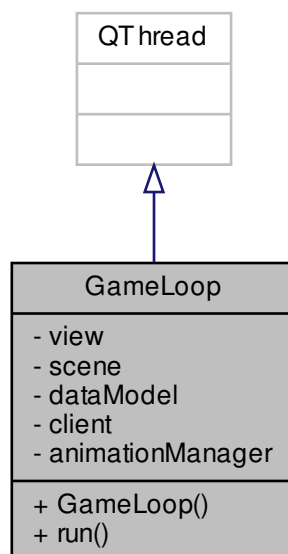 QThread
GameLoop
- view
- scene
- dataModel
- client
- animationManager
+ GameLoop()
+ run()